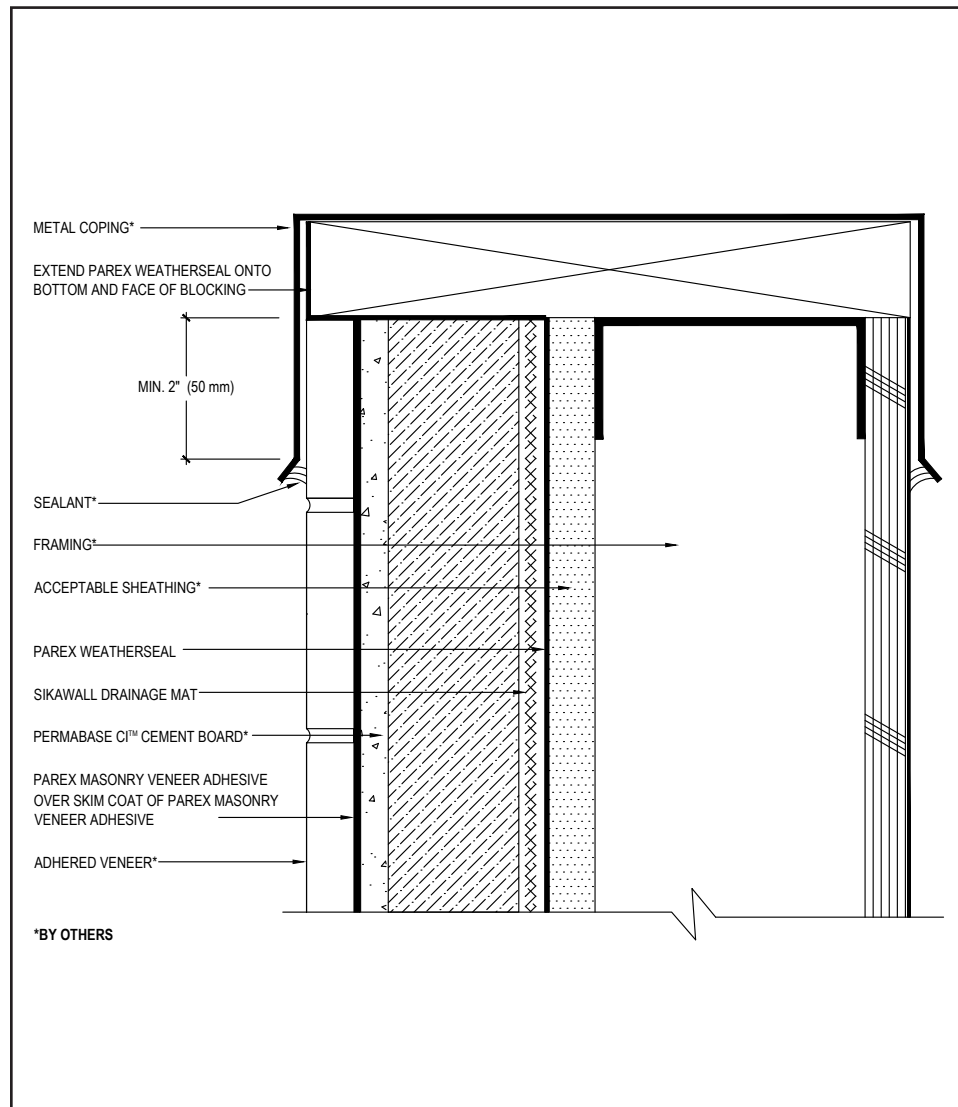 METAL COPING*
EXTEND PAREX WEATHERSEAL ONTO
BOTTOM AND FACE OF BLOCKING
MIN. 2" (50 mm)
SEALANT*
FRAMING*
ACCEPTABLE SHEATHING*
PAREX WEATHERSEAL
SIKAWALL DRAINAGE MAT
PERMABASE CI™ CEMENT BOARD*
PAREX MASONRY VENEER ADHESIVE
OVER SKIM COAT OF PAREX MASONRY
VENEER ADHESIVE
ADHERED VENEER*
*BY OTHERS